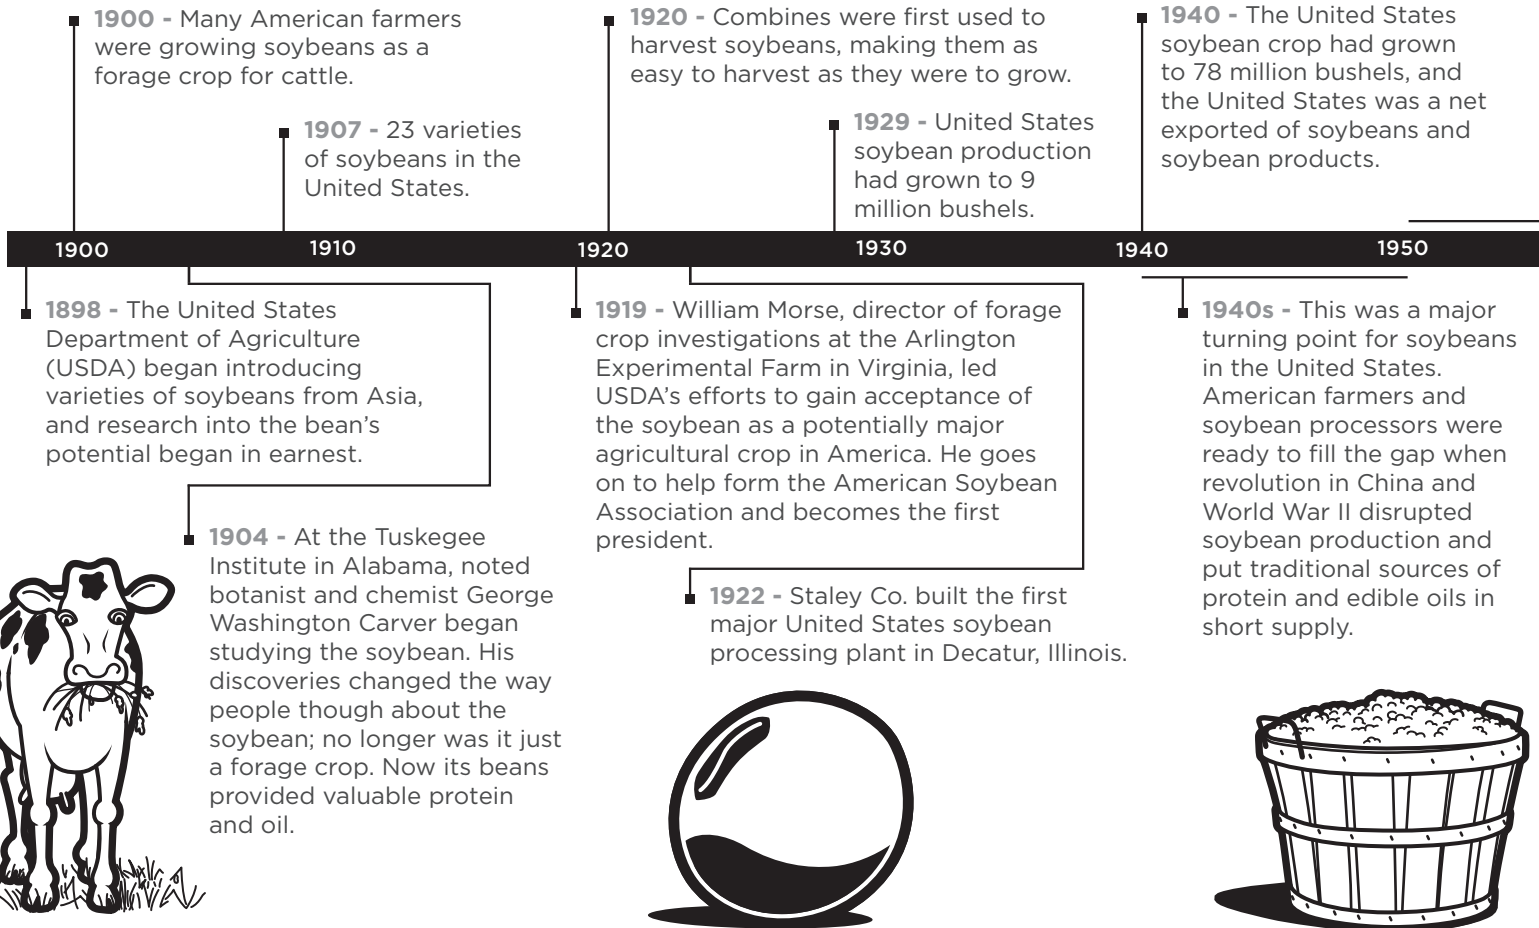 1900 - Many American farmers
were growing soybeans as a
forage crop for cattle.
1907 - 23 varieties
of soybeans in the
United States.
1920 - Combines were first used to
harvest soybeans, making them as
easy to harvest as they were to grow.
1929 - United States
soybean production
had grown to 9
million bushels.
1940 - The United States
soybean crop had grown
to 78 million bushels, and
the United States was a net
exported of soybeans and
soybean products.
1900 1910 1920 1930 1940 1950
1898 - The United States
Department of Agriculture
(USDA) began introducing
varieties of soybeans from Asia,
and research into the bean’s
potential began in earnest.
1904 - At the Tuskegee
Institute in Alabama, noted
botanist and chemist George
Washington Carver began
studying the soybean. His
discoveries changed the way
people though about the
soybean; no longer was it just
a forage crop. Now its beans
provided valuable protein
and oil.
1919 - William Morse, director of forage
crop investigations at the Arlington
Experimental Farm in Virginia, led
USDA’s efforts to gain acceptance of
the soybean as a potentially major
agricultural crop in America. He goes
on to help form the American Soybean
Association and becomes the first
president.
1922 - Staley Co. built the first
major United States soybean
processing plant in Decatur, Illinois.
1940s - This was a major
turning point for soybeans
in the United States.
American farmers and
soybean processors were
ready to fill the gap when
revolution in China and
World War II disrupted
soybean production and
put traditional sources of
protein and edible oils in
short supply.